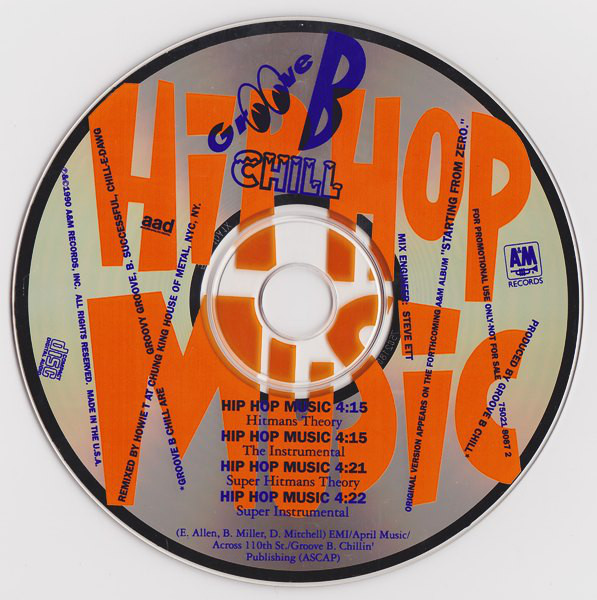 Groove B
CHILL
HIP HOP
MUSIC
aad
A&M
RECORDS
℗&©1990 A&M RECORDS, INC. ALL RIGHTS RESERVED. MADE IN THE U.S.A.
REMIXED BY HOWIE T AT CHUNG KING HOUSE OF METAL, NYC, NY.
*GROOVE B CHILL ARE GROOVY GROOVE, B. SUCCESSFUL, CHILL-E-DAWG
MIX ENGINEER: STEVE ETT
ORIGINAL VERSION APPEARS ON THE FORTHCOMING A&M ALBUM "STARTING FROM ZERO."
FOR PROMOTIONAL USE ONLY-NOT FOR SALE 75021 8067 2
PRODUCED BY GROOVE B CHILL*
disc
HIP HOP MUSIC 4:15
Hitmans Theory
HIP HOP MUSIC 4:15
The Instrumental
HIP HOP MUSIC 4:21
Super Hitmans Theory
HIP HOP MUSIC 4:22
Super Instrumental
(E. Allen, B. Miller, D. Mitchell) EMI/April Music/
Across 110th St./Groove B. Chillin'
Publishing (ASCAP)